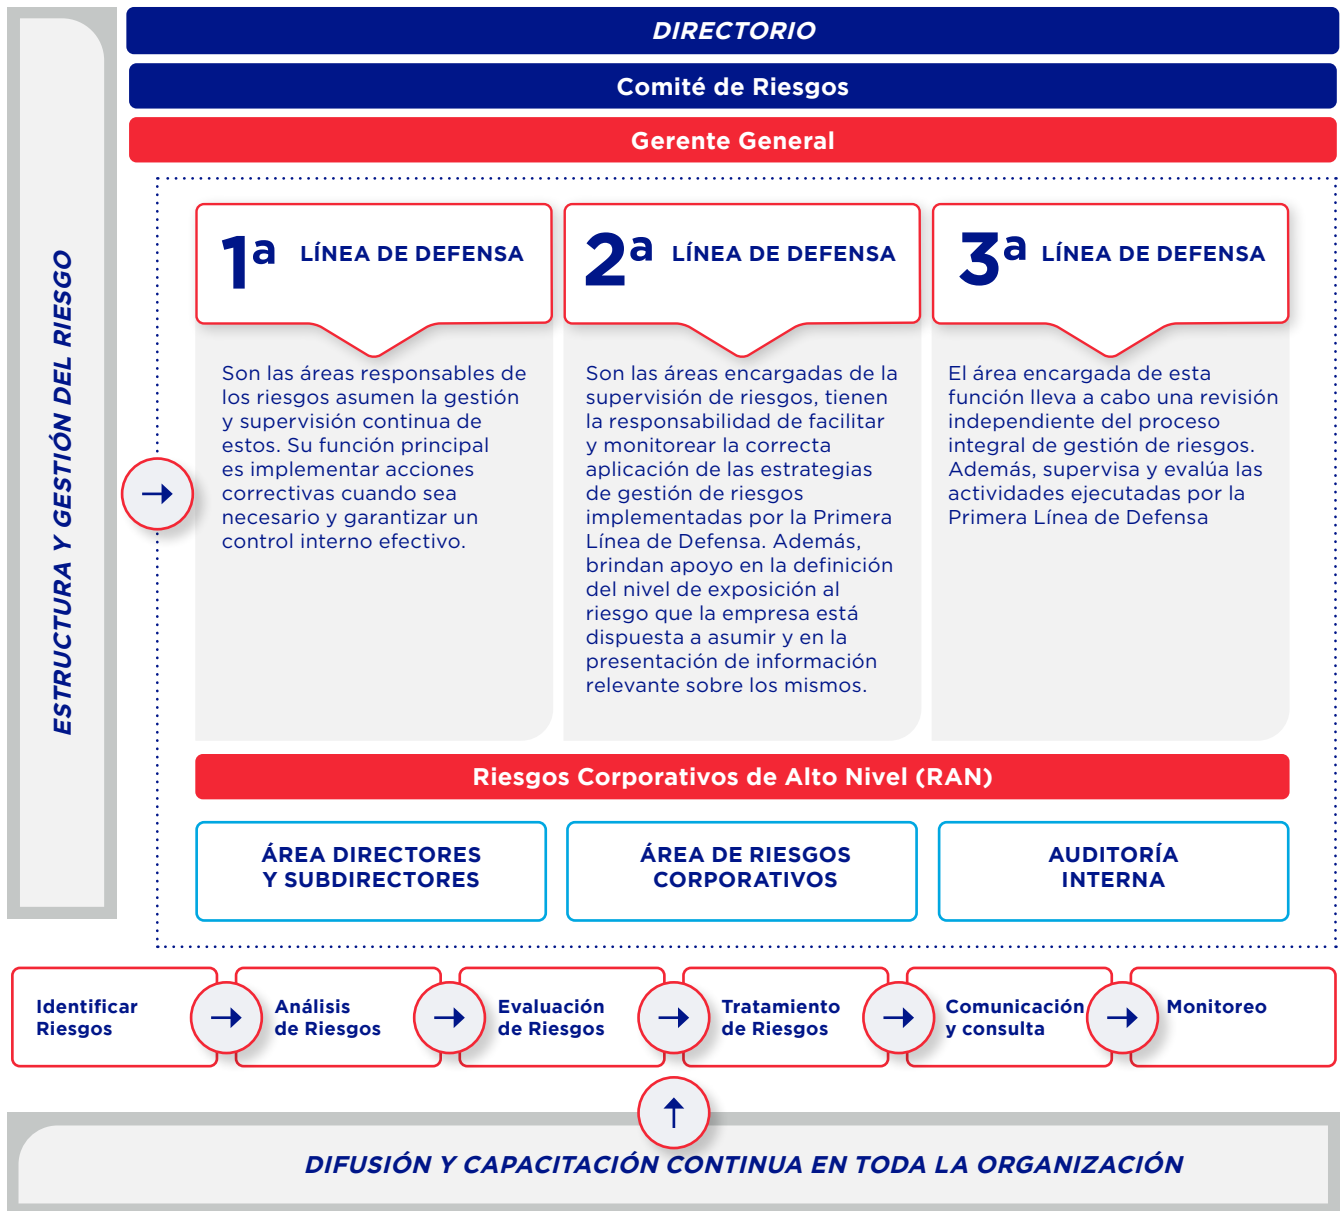 DIRECTORIO
Comité de Riesgos
Gerente General
ESTRUCTURA Y GESTIÓN DEL RIESGO
1ª LÍNEA DE DEFENSA
Son las áreas responsables de
los riesgos asumen la gestión
y supervisión continua de
estos. Su función principal
es implementar acciones
correctivas cuando sea
necesario y garantizar un
control interno efectivo.
2ª LÍNEA DE DEFENSA
Son las áreas encargadas de la
supervisión de riesgos, tienen
la responsabilidad de facilitar
y monitorear la correcta
aplicación de las estrategias
de gestión de riesgos
implementadas por la Primera
Línea de Defensa. Además,
brindan apoyo en la definición
del nivel de exposición al
riesgo que la empresa está
dispuesta a asumir y en la
presentación de información
relevante sobre los mismos.
3ª LÍNEA DE DEFENSA
El área encargada de esta
función lleva a cabo una revisión
independiente del proceso
integral de gestión de riesgos.
Además, supervisa y evalúa las
actividades ejecutadas por la
Primera Línea de Defensa
Riesgos Corporativos de Alto Nivel (RAN)
ÁREA DIRECTORES
Y SUBDIRECTORES
ÁREA DE RIESGOS
CORPORATIVOS
AUDITORÍA
INTERNA
Identificar
Riesgos
Análisis
de Riesgos
Evaluación
de Riesgos
Tratamiento
de Riesgos
Comunicación
y consulta
Monitoreo
DIFUSIÓN Y CAPACITACIÓN CONTINUA EN TODA LA ORGANIZACIÓN